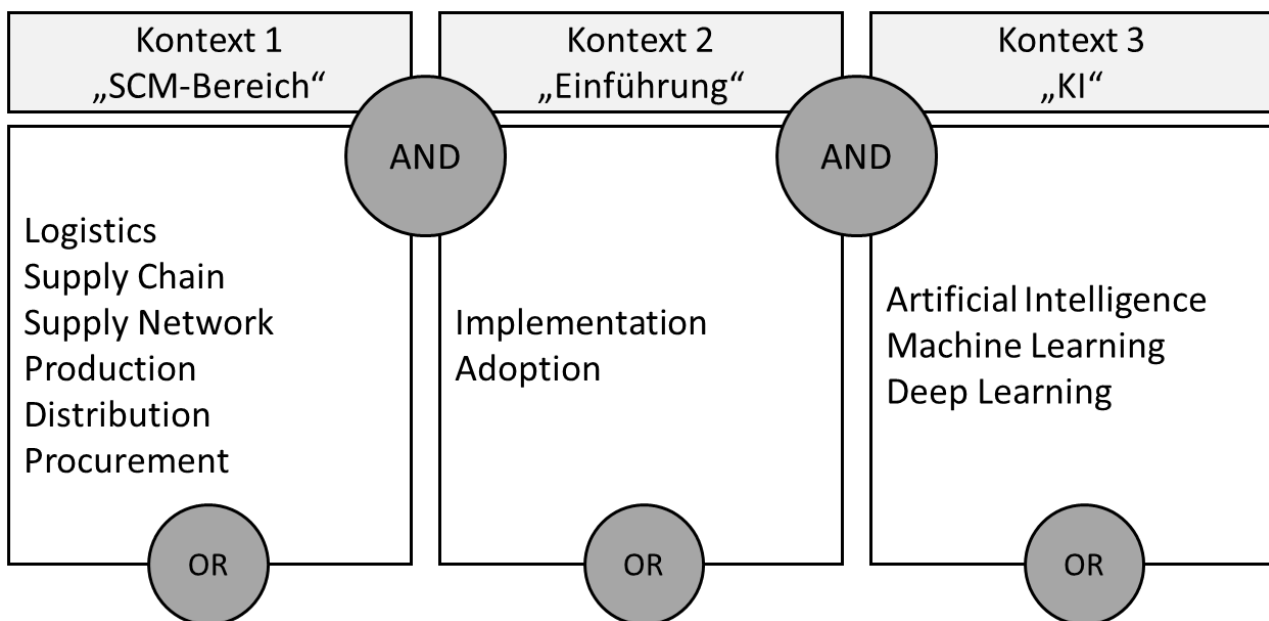 Kontext 1
„SCM-Bereich“
Kontext 2
„Einführung“
Kontext 3
„KI“
AND
AND
Logistics
Supply Chain
Supply Network
Production
Distribution
Procurement
Implementation
Adoption
Artificial Intelligence
Machine Learning
Deep Learning
OR
OR
OR